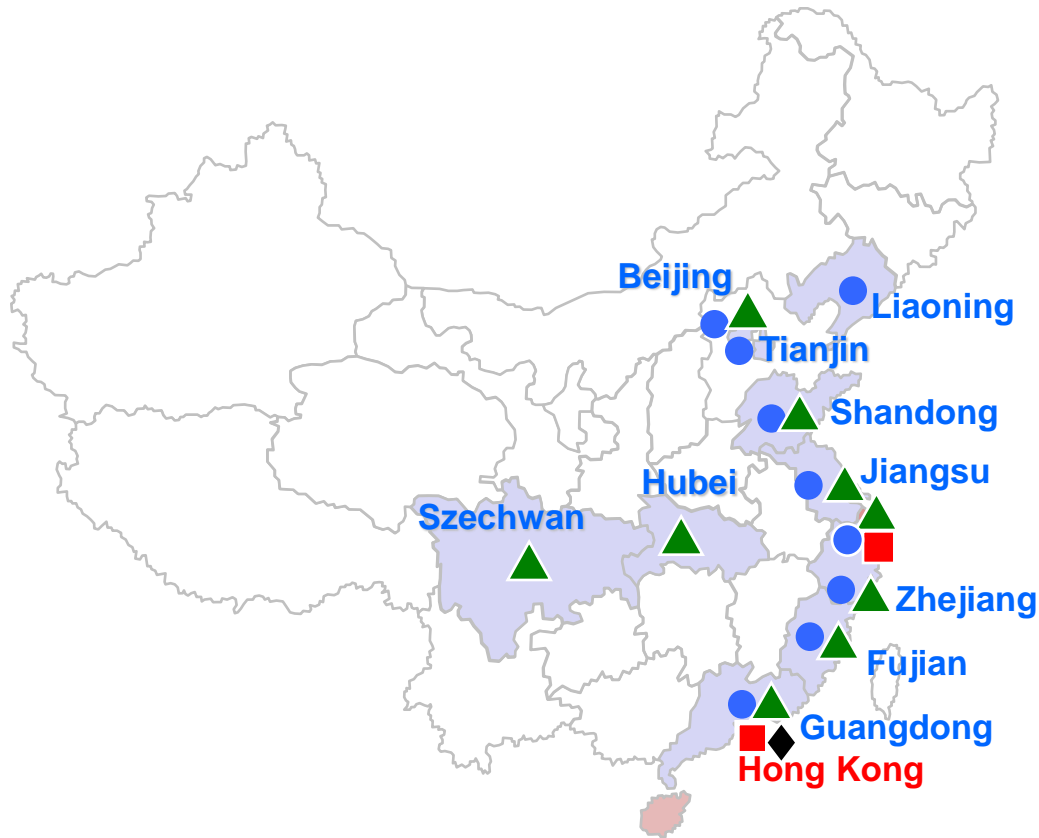 Beijing
Liaoning
Tianjin
Shandong
Jiangsu
Hubei
Szechwan
Zhejiang
Fujian
Guangdong
Hong Kong